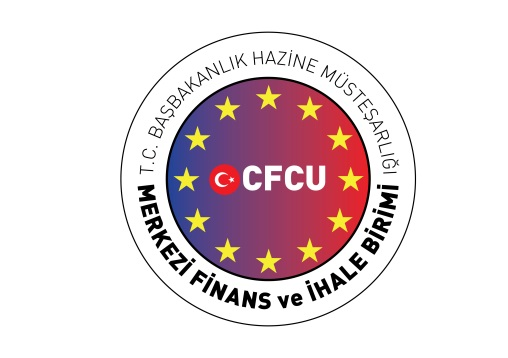 T.C. BAŞBAKANLIK HAZİNE MÜSTEŞARLIĞI
CFCU
MERKEZİ FİNANS ve İHALE BİRİMİ